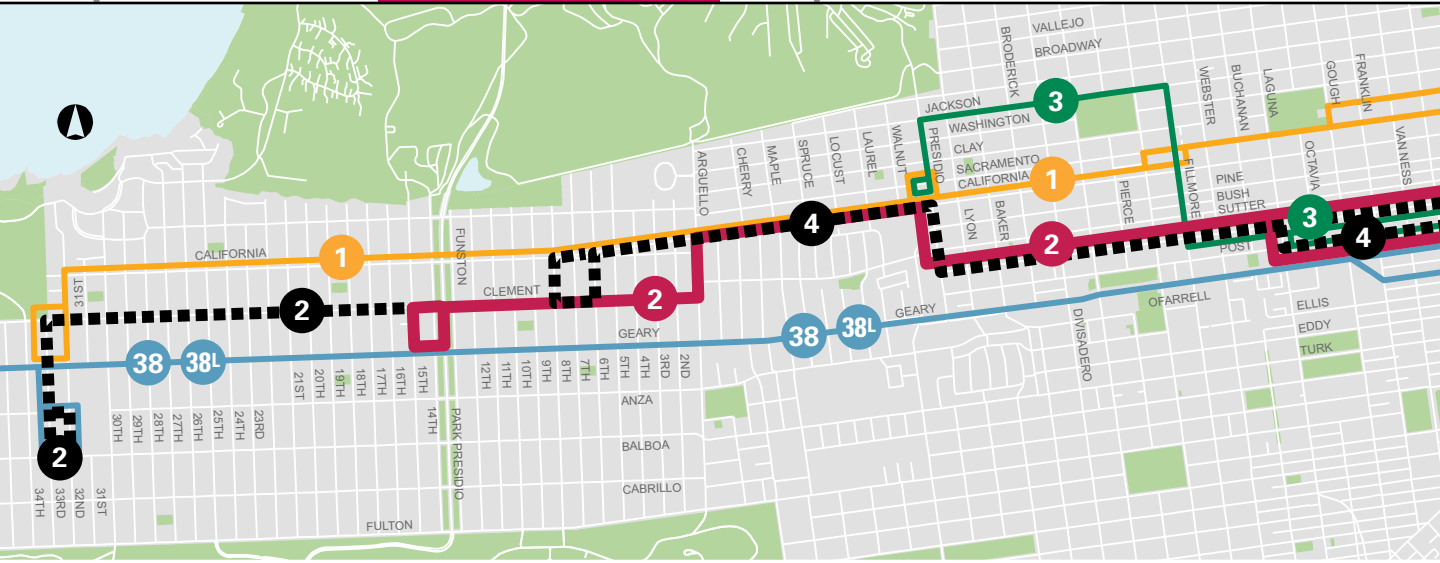 VALLEJO
BROADWAY
BRODERICK
WEBSTER
BUCHANAN
LAGUNA
GOUGH
FRANKLIN
JACKSON
3
WASHINGTON
CLAY
SACRAMENTO
CALIFORNIA
1
ARGUELLO
CHERRY
MAPLE
SPRUCE
LOCUST
LAUREL
WALNUT
PRESIDIO
OCTAVIA
VAN NESS
PIERCE
FILLMORE
PINE
BUSH
SUTTER
POST
LYON
BAKER
4
2
3
4
CALIFORNIA
1
FUNSTON
31ST
2
CLEMENT
2
GEARY
38
38L
GEARY
OFARRELL
DIVISADERO
ELLIS
EDDY
TURK
38
38L
21ST
20TH
19TH
18TH
17TH
16TH
15TH
12TH
11TH
10TH
9TH
8TH
7TH
6TH
5TH
4TH
3RD
2ND
30TH
29TH
28TH
27TH
26TH
25TH
24TH
23RD
14TH
PARK PRESIDIO
ANZA
BALBOA
CABRILLO
2
34TH
33RD
32ND
31ST
FULTON